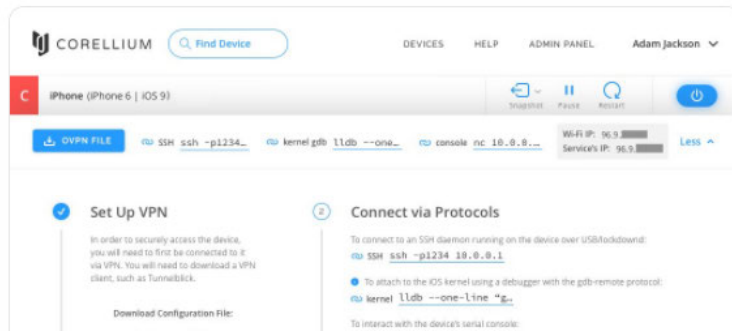 CORELLIUM Find Device DEVICES HELP ADMIN PANEL Adam Jackson
C iPhone (iPhone 6 | iOS 9) Snapshot Pause Restart
OVPN FILE SSH ssh -p1234… kernel gdb lldb --one… console nc 10.0.0.… Wi-Fi IP: 96.9. Less
Service's IP: 96.9.
Set Up VPN
In order to securely access the device,
you will need to first be connected to it
via VPN. You will need to download a VPN
client, such as Tunnelblick.
Download Configuration File:
2 Connect via Protocols
To connect to an SSH daemon running on the device over USB/lockdownd:
SSH ssh -p1234 10.0.0.1
To attach to the iOS kernel using a debugger with the gdb-remote protocol:
kernel lldb --one-line "g…
To interact with the device's serial console: